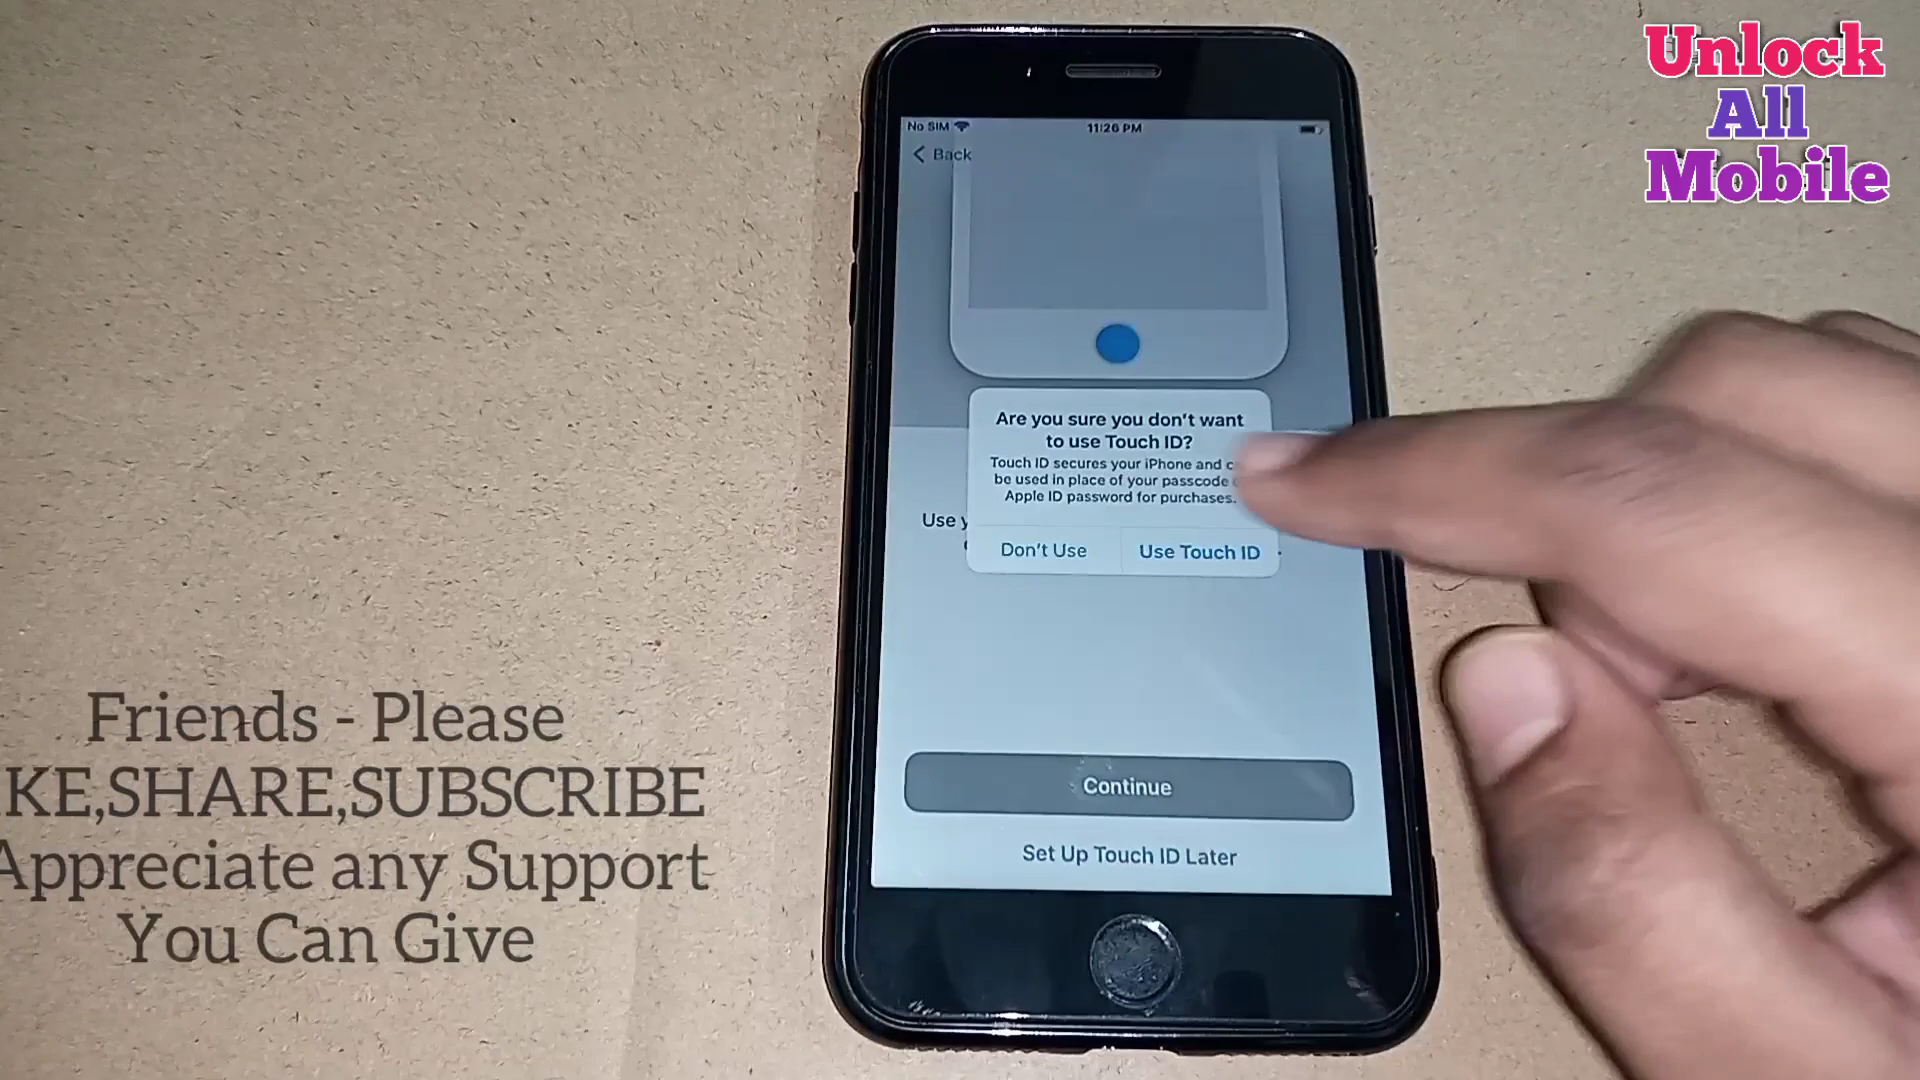 Unlock
All
Mobile
No SIM
11:26 PM
Back
Are you sure you don't want
to use Touch ID?
Touch ID secures your iPhone and
be used in place of your passcode
Apple ID password for purchases.
Use
Don't Use
Use Touch ID
Continue
Set Up Touch ID Later
Friends - Please
KE,SHARE,SUBSCRIBE
Appreciate any Support
You Can Give